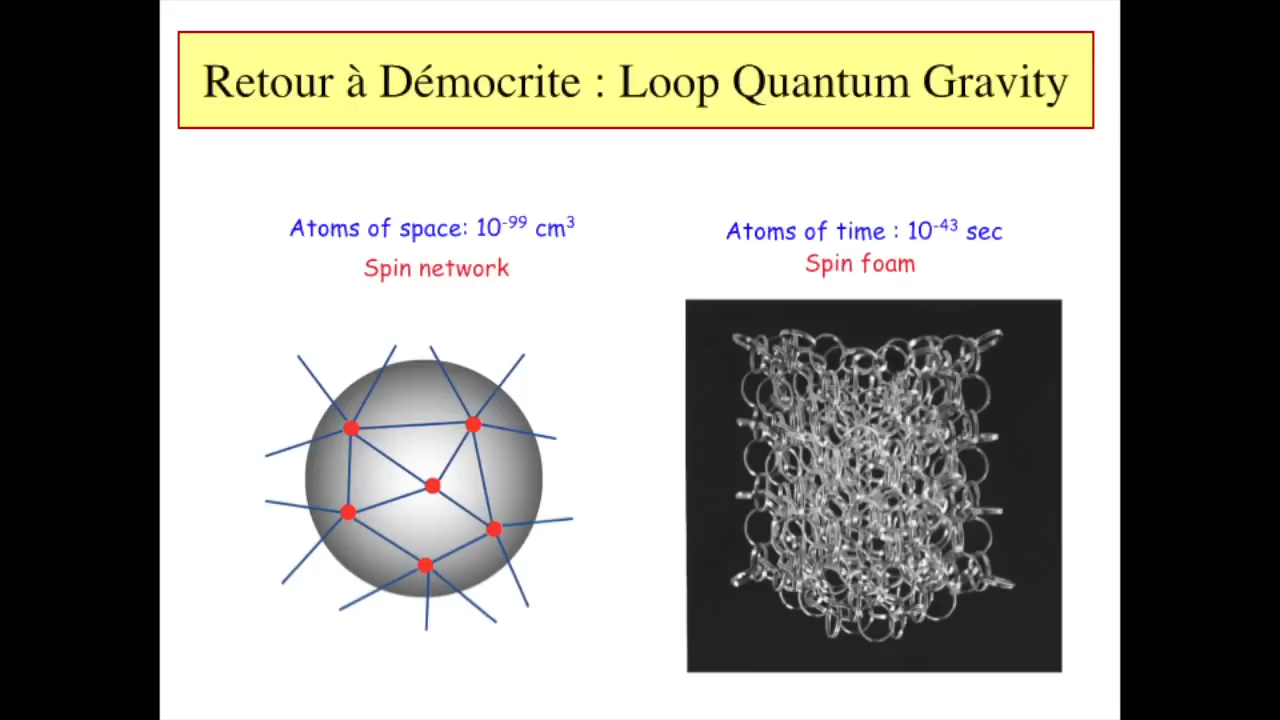 Retour à Démocrite : Loop Quantum Gravity
Atoms of space: 10⁻⁹⁹ cm³
Spin network
Atoms of time : 10⁻⁴³ sec
Spin foam